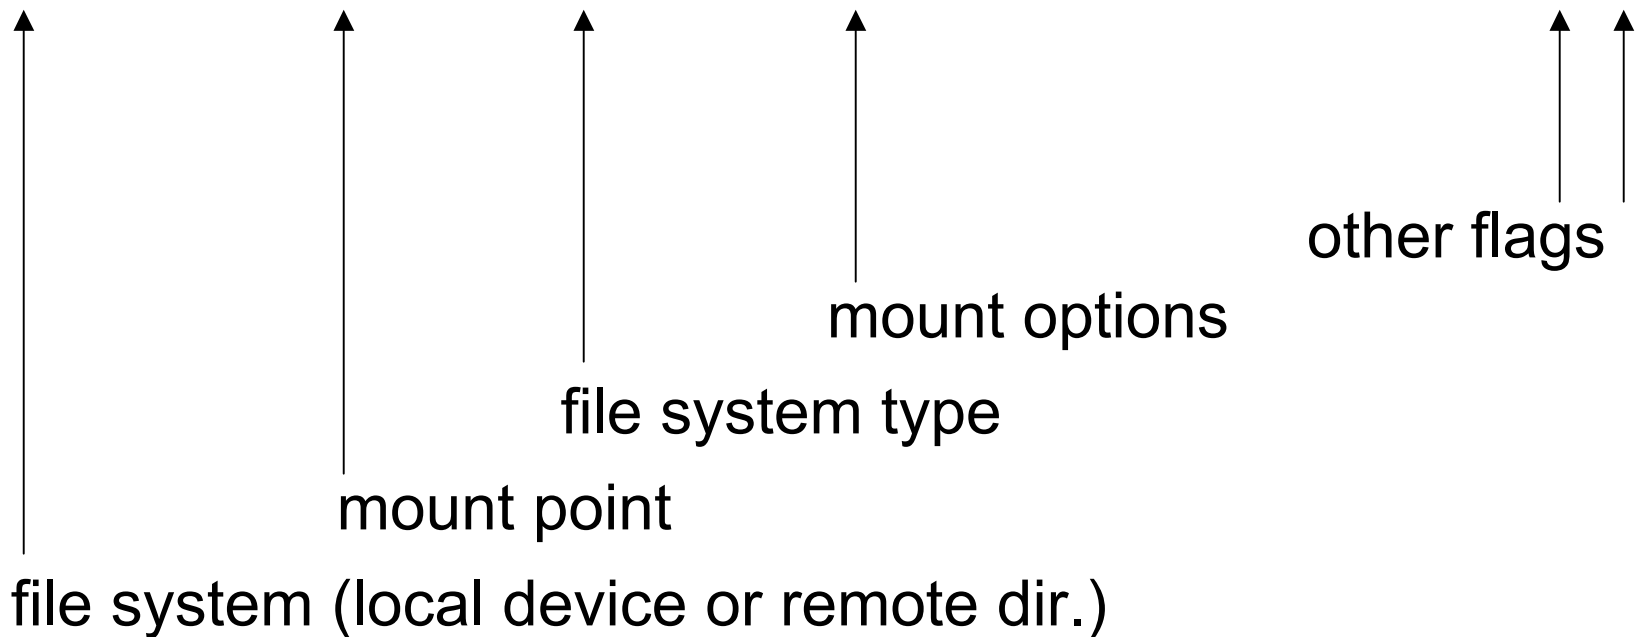 other flags
mount options
file system type
mount point
file system (local device or remote dir.)